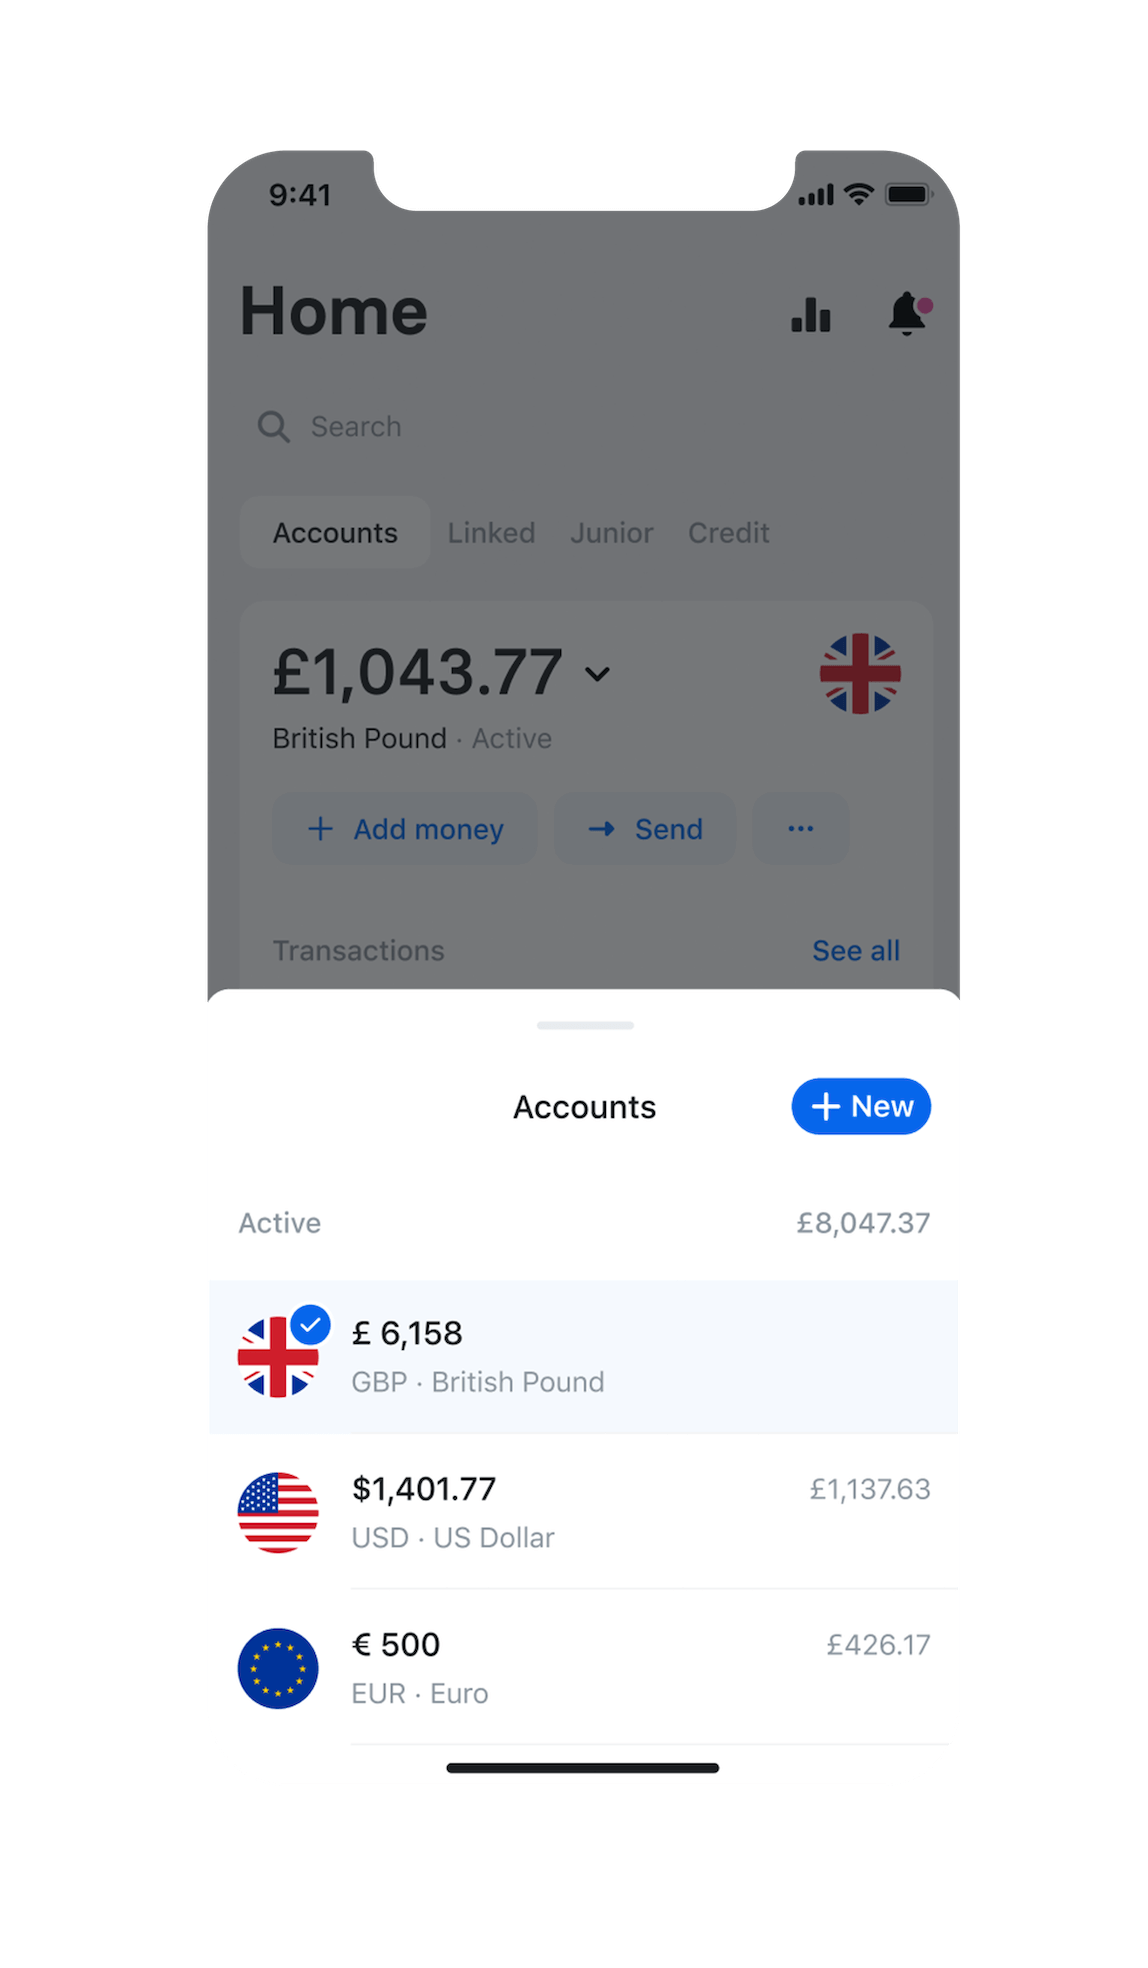 9:41
Home
Search
Accounts Linked Junior Credit
£1,043.77
British Pound · Active
+ Add money → Send ...
Transactions See all
Accounts + New
Active £8,047.37
£ 6,158
GBP · British Pound
$1,401.77 £1,137.63
USD · US Dollar
€ 500 £426.17
EUR · Euro